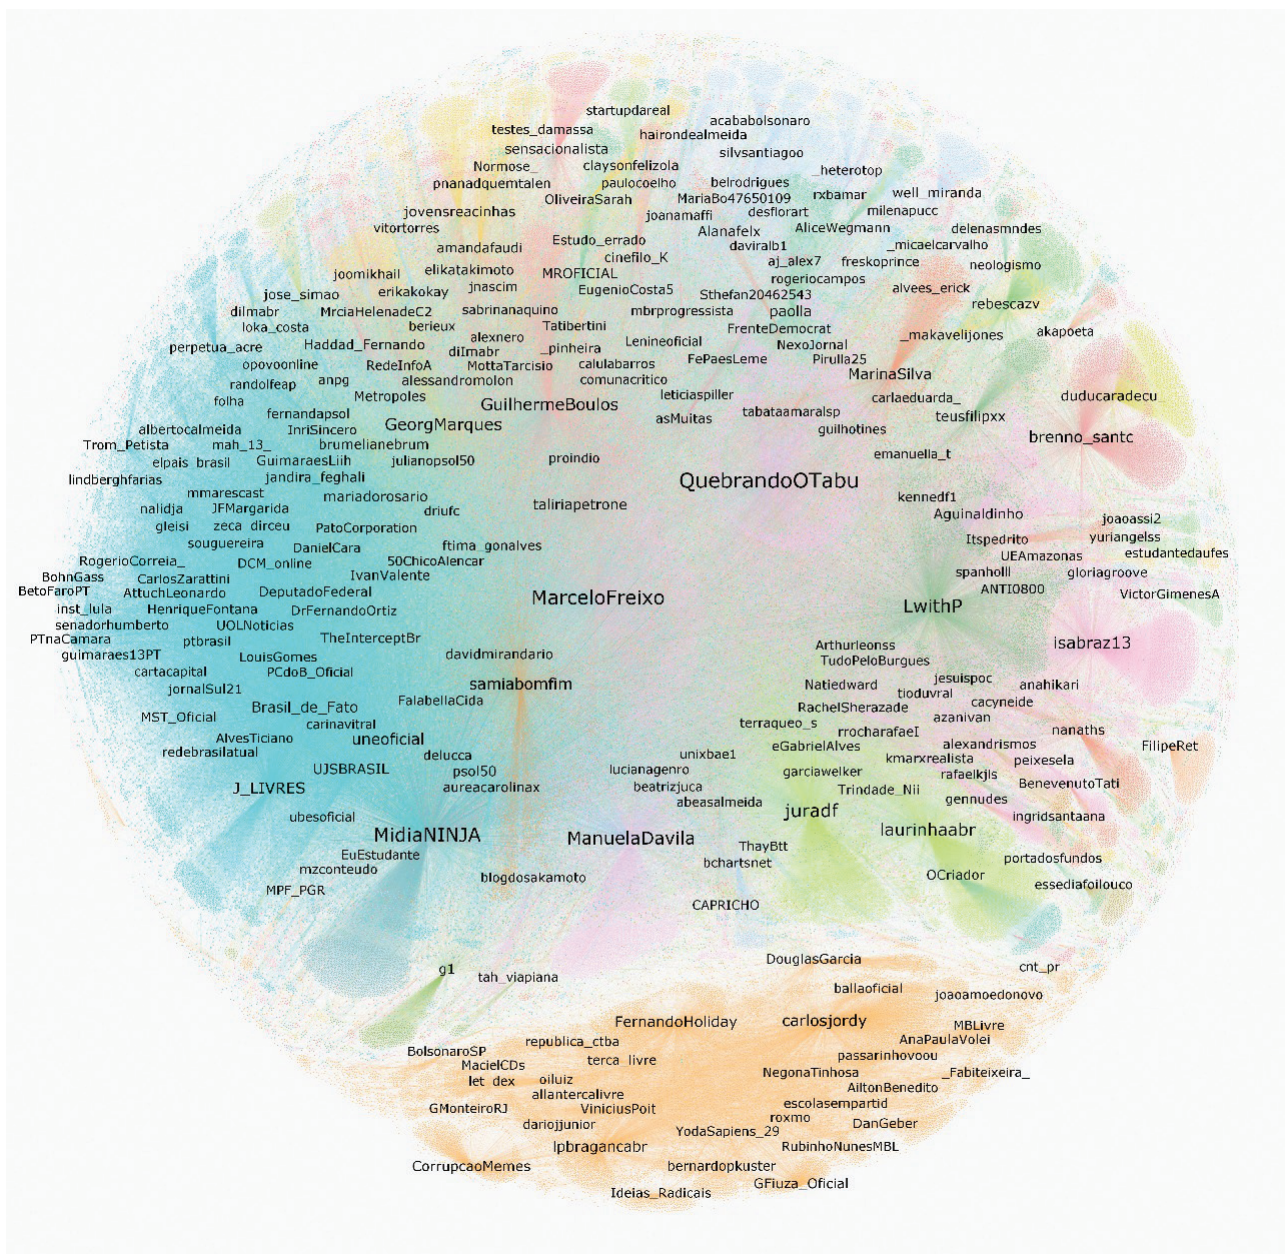 startupdareal
acababolsonaro
testes_damassa
hairondealmeida
sensacionalista
silvsantiagoo
Normose_
claysonfelizola
_heterotop
pnanadquemtalen
paulocoelho
belrodrigues
OliveiraSarah
MariaBo47650109
rxbamar
well_miranda
jovensreacinhas
joanamaffi
desflorart
milenapucc
vitortorres
Alanafelx
AliceWegmann
delenasmndes
amandafaudi
Estudo_errado
daviralb1
_micaelcarvalho
cinefilo_K
aj_alex7
freskoprince
neologismo
joomikhail
elikatakimoto
MROFICIAL
rogeriocampos
jose_simao
erikakokay
jnascim
EugenioCosta5
Sthefan20462543
alvees_erick
rebescazv
dilmabr
MrciaHelenadeC2
sabrinanaquino
mbrprogressista
paolla
loka_costa
berieux
Tatibertini
FrenteDemocrat
_makavelijones
akapoeta
perpetua_acre
Haddad_Fernando
alexnero
diImabr
_pinheira
Lenineoficial
NexoJornal
opovoonline
RedeInfoA
MottaTarcisio
calulabarros
FePaesLeme
Pirulla25
randolfeap
anpg
alessandromolon
comunacritico
MarinaSilva
folha
Metropoles
GuilhermeBoulos
leticiaspiller
carlaeduarda_
duducaradecu_
fernandapsol
GeorgMarques
asMuitas
tabataamaralsp
teusfilipxx
albertocalmeida
InriSincero
guilhotines
brenno_santc
Trom_Petista
mah_13_
brumelianebrum
emanuella_t
elpais_brasil
GuimaraesLiih
julianopsol50
proindio
lindberghfarias
jandira_feghali
QuebrandoOTabu
mmarescast
mariadorosario
kennedf1
nalidja
JFMargarida
driufc
taliriapetrone
Aguinaldinho
joaoassi2
gleisi
zeca_dirceu
PatoCorporation
Itspedrito
yuriangelss
souguereira
DanielCara
ftima_gonalves
UEAmazonas
estudantedaufes
RogerioCorreia_
DCM_online
50ChicoAlencar
spanholll
gloriagroove
BohnGass
CarlosZarattini
IvanValente
ANTI0800
BetoFaroPT
AttuchLeonardo
DeputadoFederal
MarceloFreixo
LwithP
VictorGimenesA
inst_lula
HenriqueFontana
DrFernandoOrtiz
senadorhumberto
UOLNoticias
PTnaCamara
ptbrasil
TheInterceptBr
Arthurleonss
isabraz13
guimaraes13PT
LouisGomes
davidmirandario
TudoPeloBurgues
cartacapital
PCdoB_Oficial
samiabomfim
Natiedward
jesuispoc
anahikari
jornalSul21
FalabellaCida
tioduvral
cacyneide
MST_Oficial
Brasil_de_Fato
RachelSherazade
azanivan
carinavitral
terraqueo_s
rrocharafaeI
nanaths
AlvesTiciano
uneoficial
eGabrielAlves
alexandrismos
FilipeRet
redebrasilatual
delucca
unixbae1
kmarxrealista
peixesela
UJSBRASIL
psol50
lucianagenro
garciawelker
rafaelkjls
BenevenutoTati
J_LIVRES
aureacarolinax
beatrizjuca
Trindade_Nii
gennudes
ubesoficial
abeasalmeida
juradf
ingridsantaana
MidiaNINJA
ManuelaDavila
laurinhaabr
EuEstudante
ThayBtt
portadosfundos
mzconteudo
bchartsnet
MPF_PGR
blogdosakamoto
OCriador
essediafoilouco
CAPRICHO
g1
tah_viapiana
DouglasGarcia
cnt_pr
ballaoficial
joaoamoedonovo
FernandoHoliday
carlosjordy
MBLivre
BolsonaroSP
republica_ctba
AnaPaulaVolei
MacielCDs
terca_livre
passarinhovoou
let_dex
oiluiz
NegonaTinhosa
_Fabiteixeira_
allantercalivre
AiltonBenedito
GMonteiroRJ
ViniciusPoit
escolasempartid
dariojjunior
roxmo
DanGeber
YodaSapiens_29
lpbragancabr
RubinhoNunesMBL
CorrupcaoMemes
bernardopkuster
GFiuza_Oficial
Ideias_Radicais